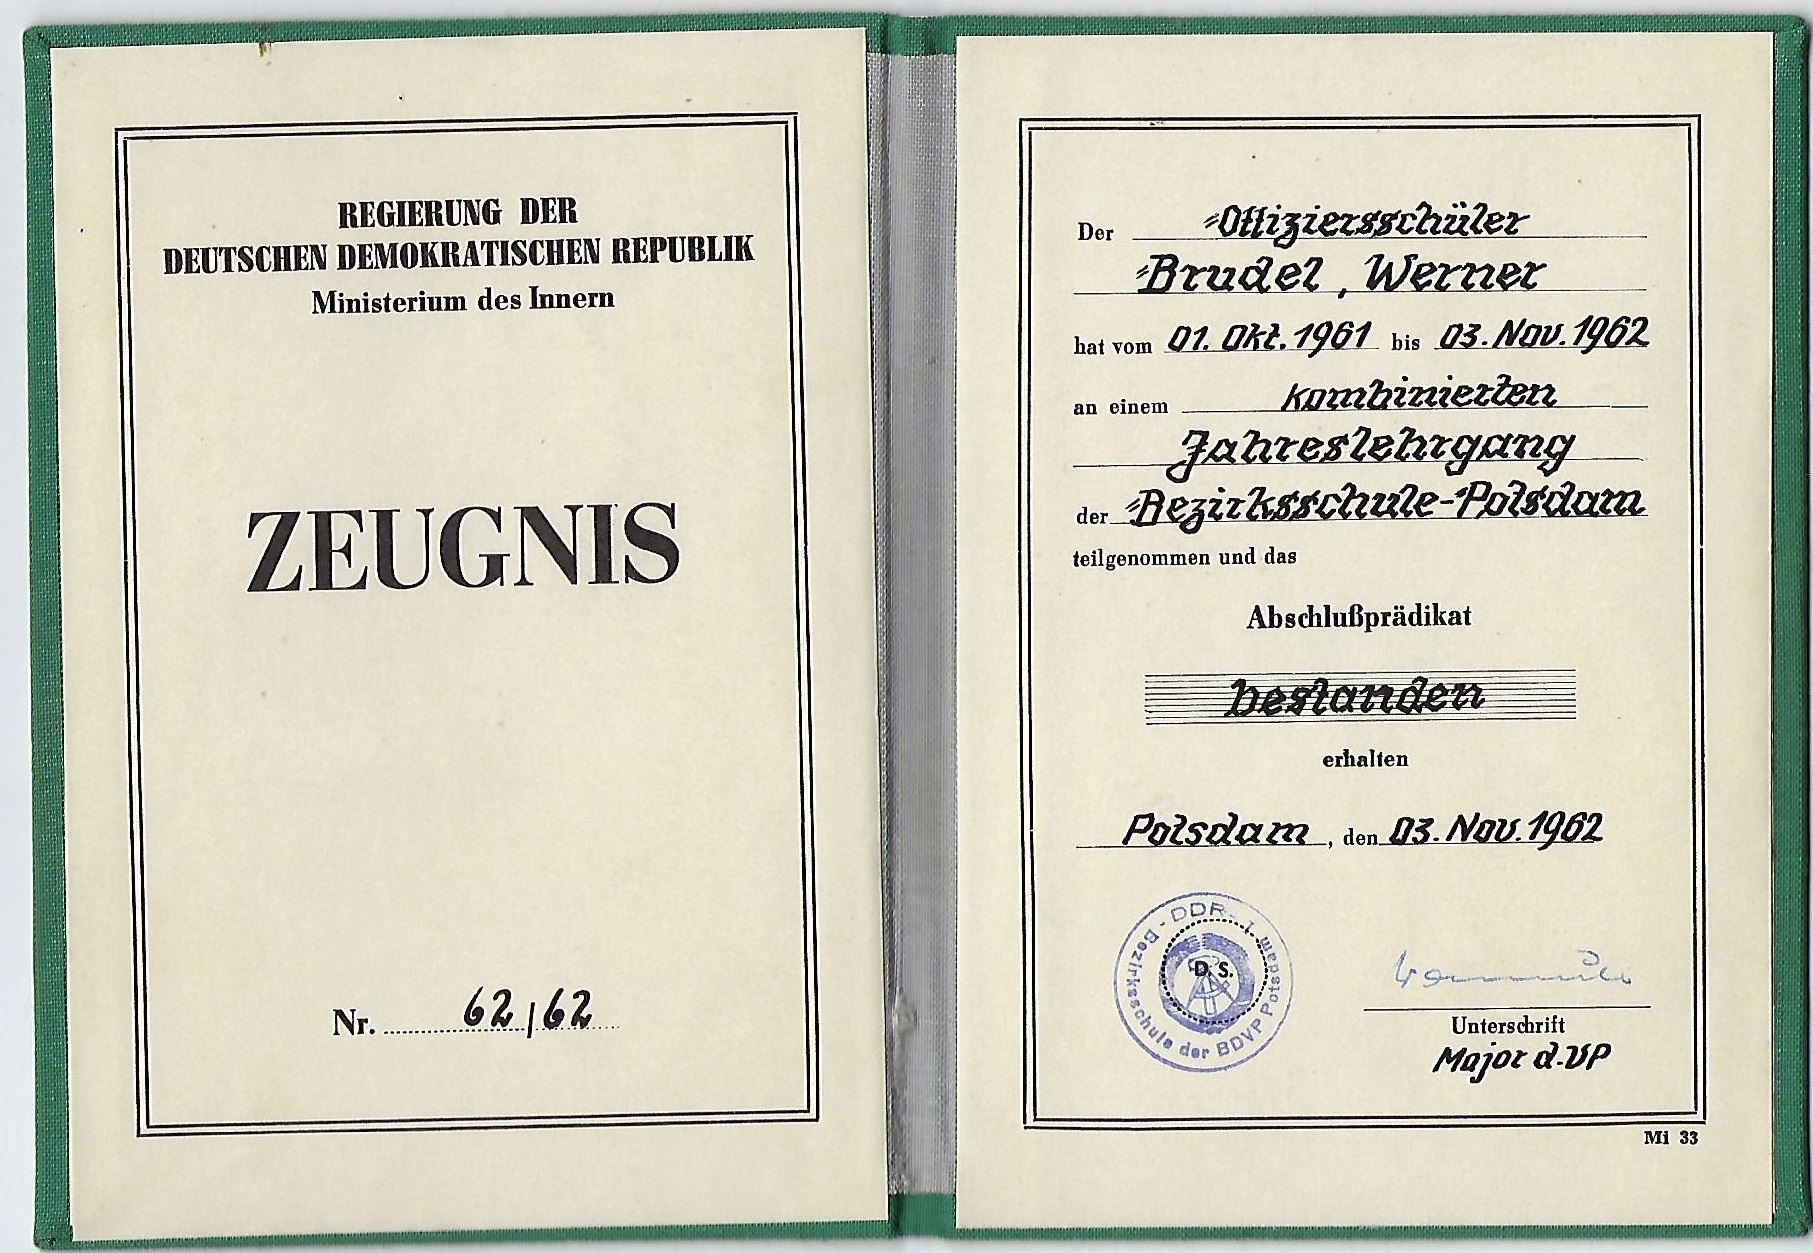 REGIERUNG DER
DEUTSCHEN DEMOKRATISCHEN REPUBLIK
Ministerium des Innern
ZEUGNIS
Nr. 62/62
Der Offiziersschüler
Brudel, Werner
hat vom 01. Okt. 1961 bis 03. Nov. 1962
an einem kombinierten
Jahreslehrgang
der Bezirksschule-Potsdam
teilgenommen und das
Abschlußprädikat
bestanden
erhalten
Potsdam, den 03. Nov. 1962
DDR - 1
Bezirksschule der BDVP Potsdam
D. S.
Unterschrift
Major d. VP
Mi 33